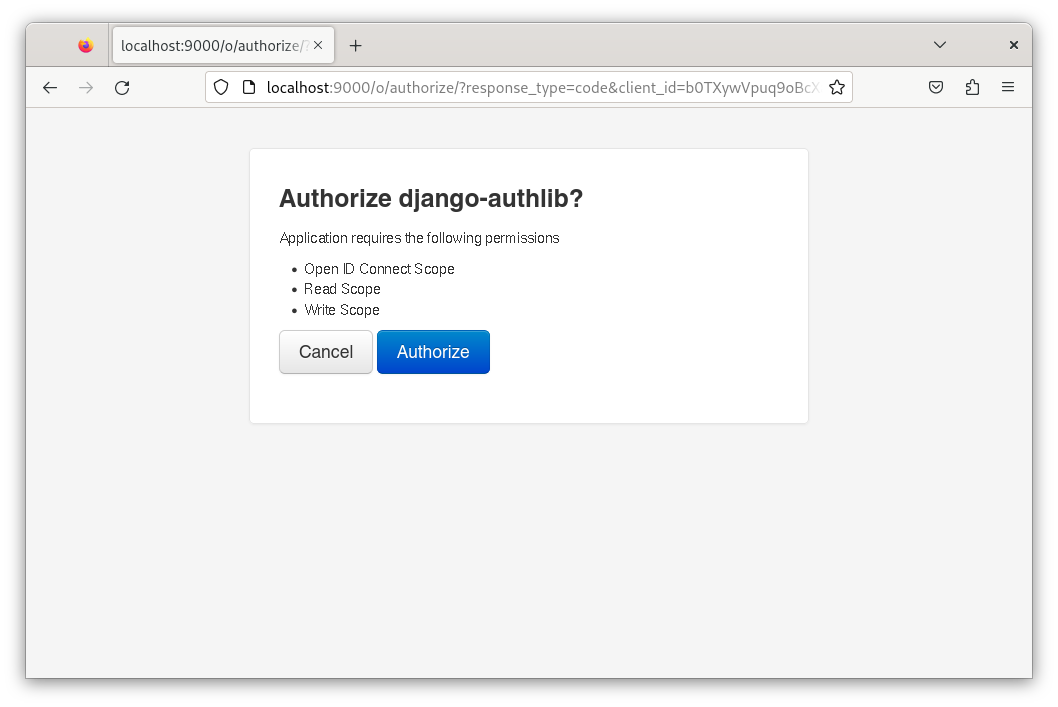 localhost:9000/o/authorize/?
localhost:9000/o/authorize/?response_type=code&client_id=b0TXywVpuq9oBcX
Authorize django-authlib?
Application requires the following permissions
Open ID Connect Scope
Read Scope
Write Scope
Cancel Authorize